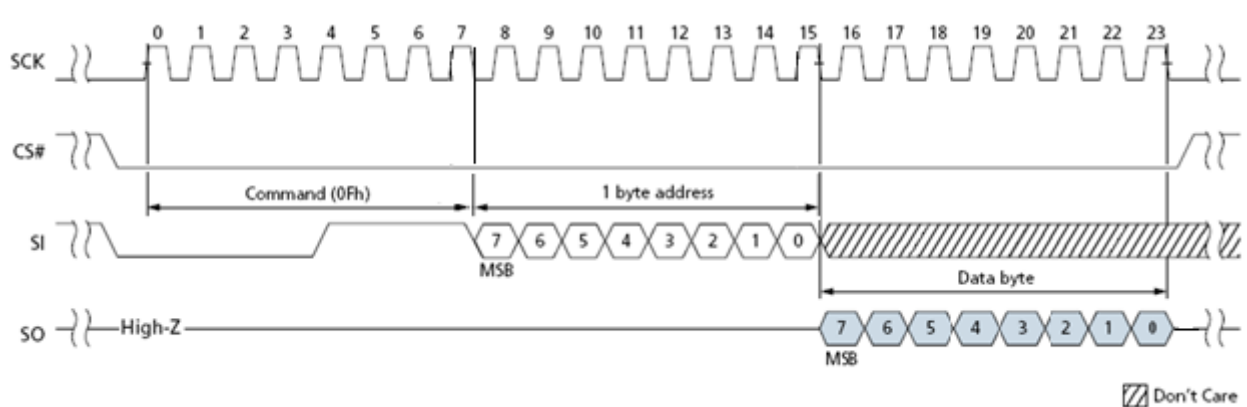 0 1 2 3 4 5 6 7 8 9 10 11 12 13 14 15 16 17 18 19 20 21 22 23
SCK
CS#
Command (0Fh) 1 byte address
SI 7 6 5 4 3 2 1 0
MSB
Data byte
SO High-Z 7 6 5 4 3 2 1 0
MSB
Don't Care